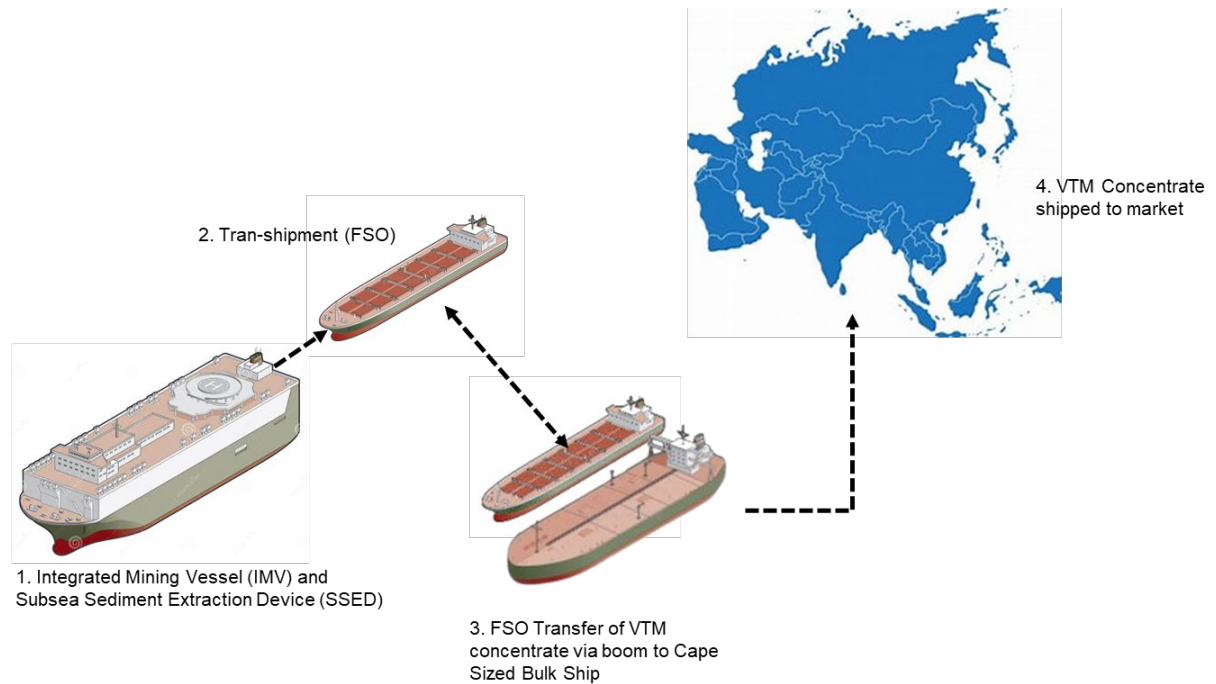 2. Tran-shipment (FSO)
4. VTM Concentrate
shipped to market
H
1. Integrated Mining Vessel (IMV) and
Subsea Sediment Extraction Device (SSED)
3. FSO Transfer of VTM
concentrate via boom to Cape
Sized Bulk Ship